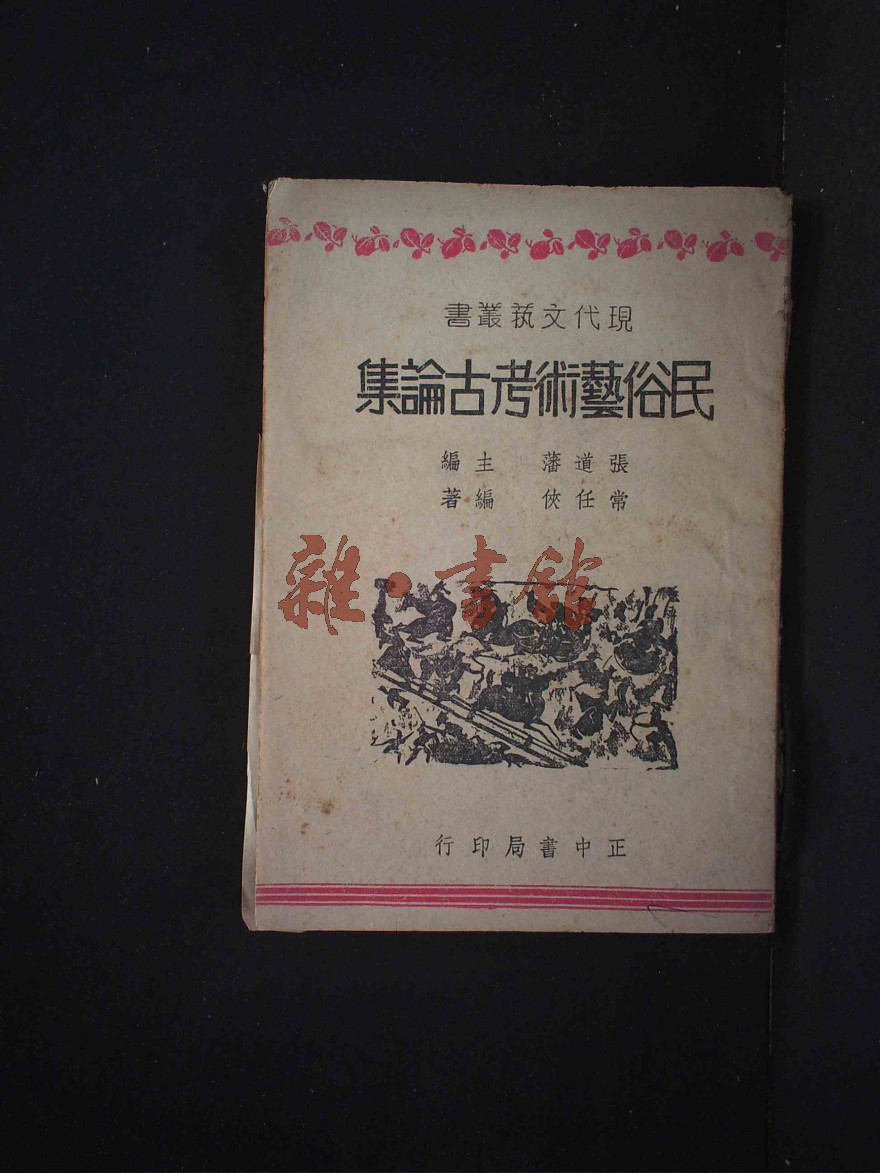 現代文蓺叢書
民俗藝術考古論集
張道藩 主編
常任俠 編著
雜·書館
正中書局印行